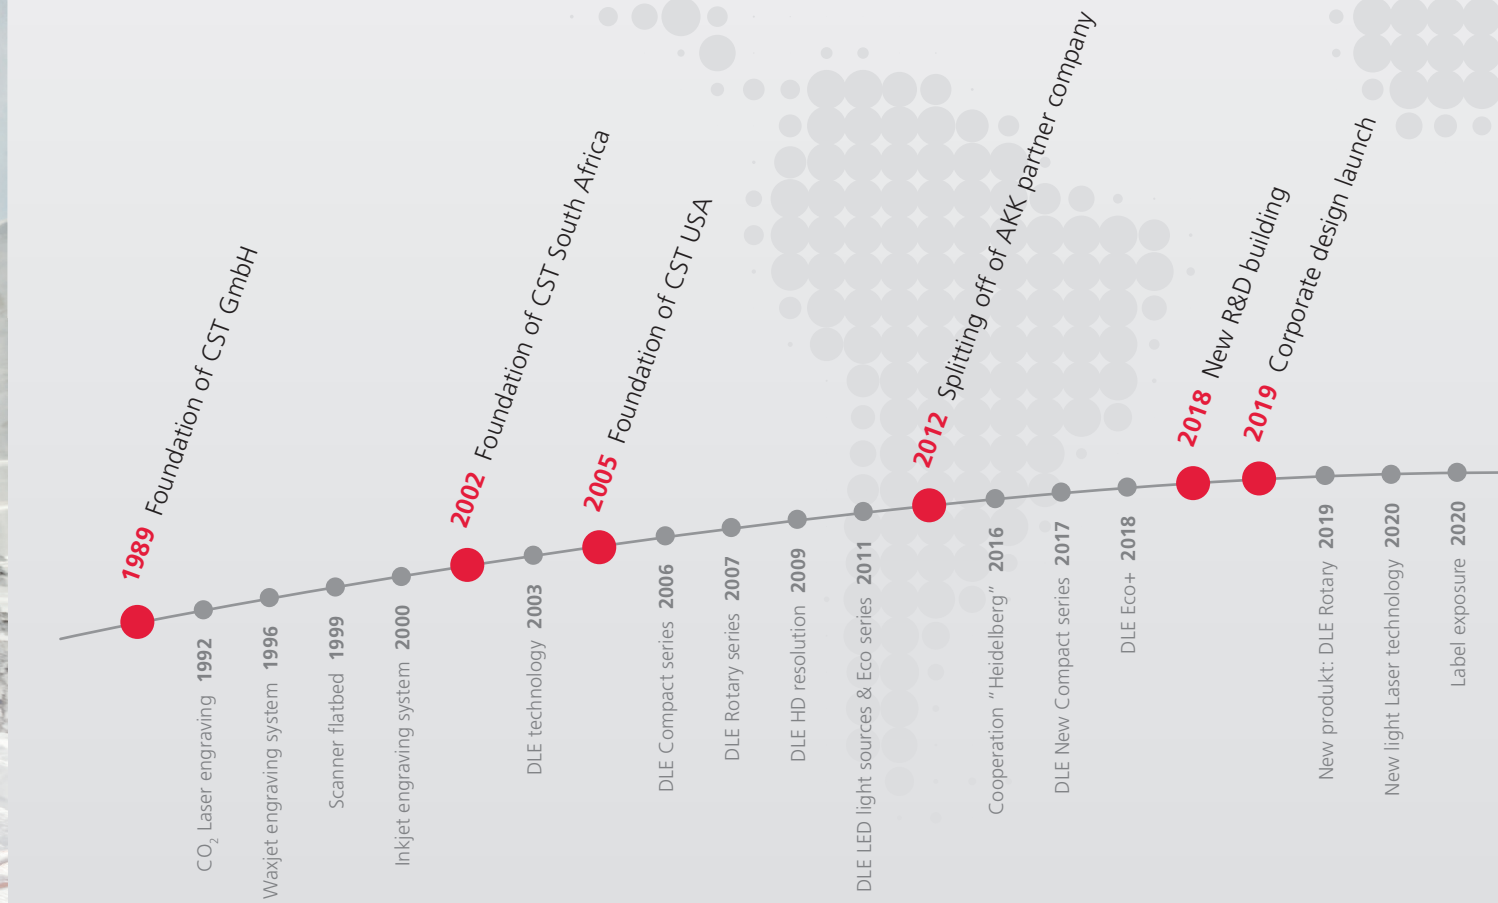 1989 Foundation of CST GmbH
CO₂ Laser engraving 1992
Waxjet engraving system 1996
Scanner flatbed 1999
Inkjet engraving system 2000
2002 Foundation of CST South Africa
DLE technology 2003
2005 Foundation of CST USA
DLE Compact series 2006
DLE Rotary series 2007
DLE HD resolution 2009
DLE LED light sources & Eco series 2011
2012 Splitting off of AKK partner company
Cooperation “Heidelberg” 2016
DLE New Compact series 2017
DLE Eco+ 2018
2018 New R&D building
2019 Corporate design launch
New produkt: DLE Rotary 2019
New light Laser technology 2020
Label exposure 2020